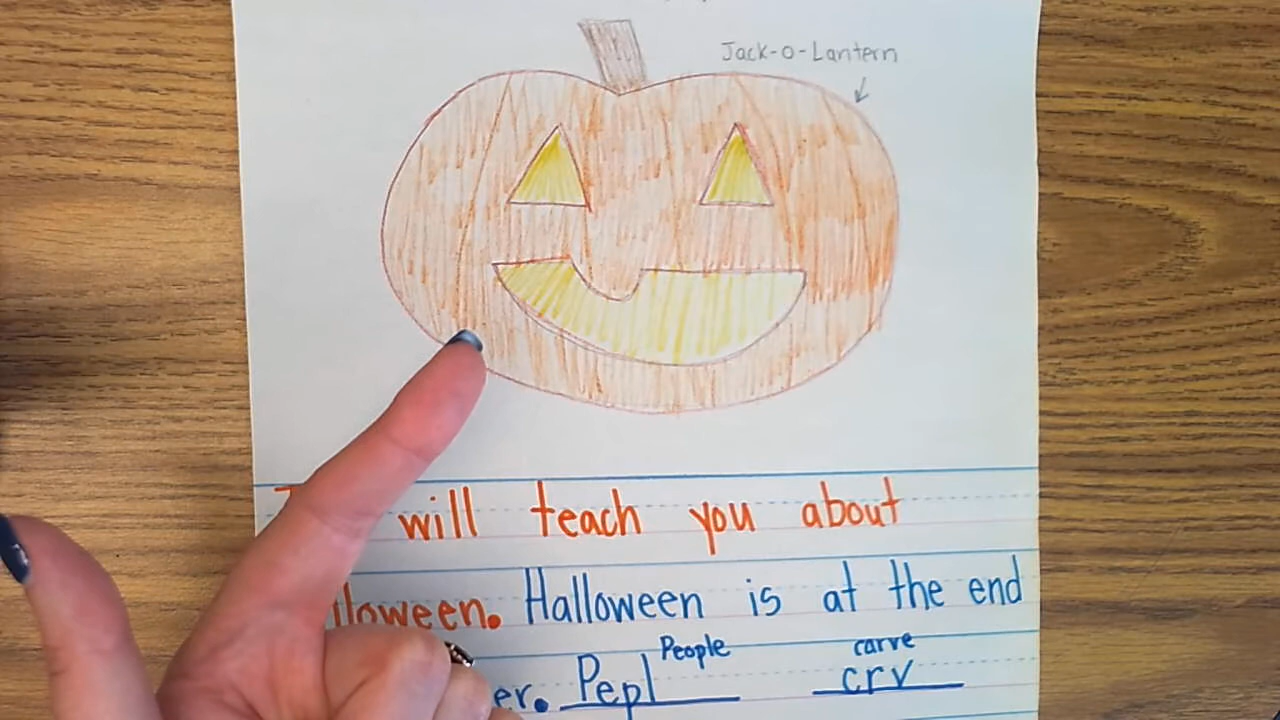 Jack-o-Lantern
will teach you about
lloween. Halloween is at the end
People carve
er. Pepl crv